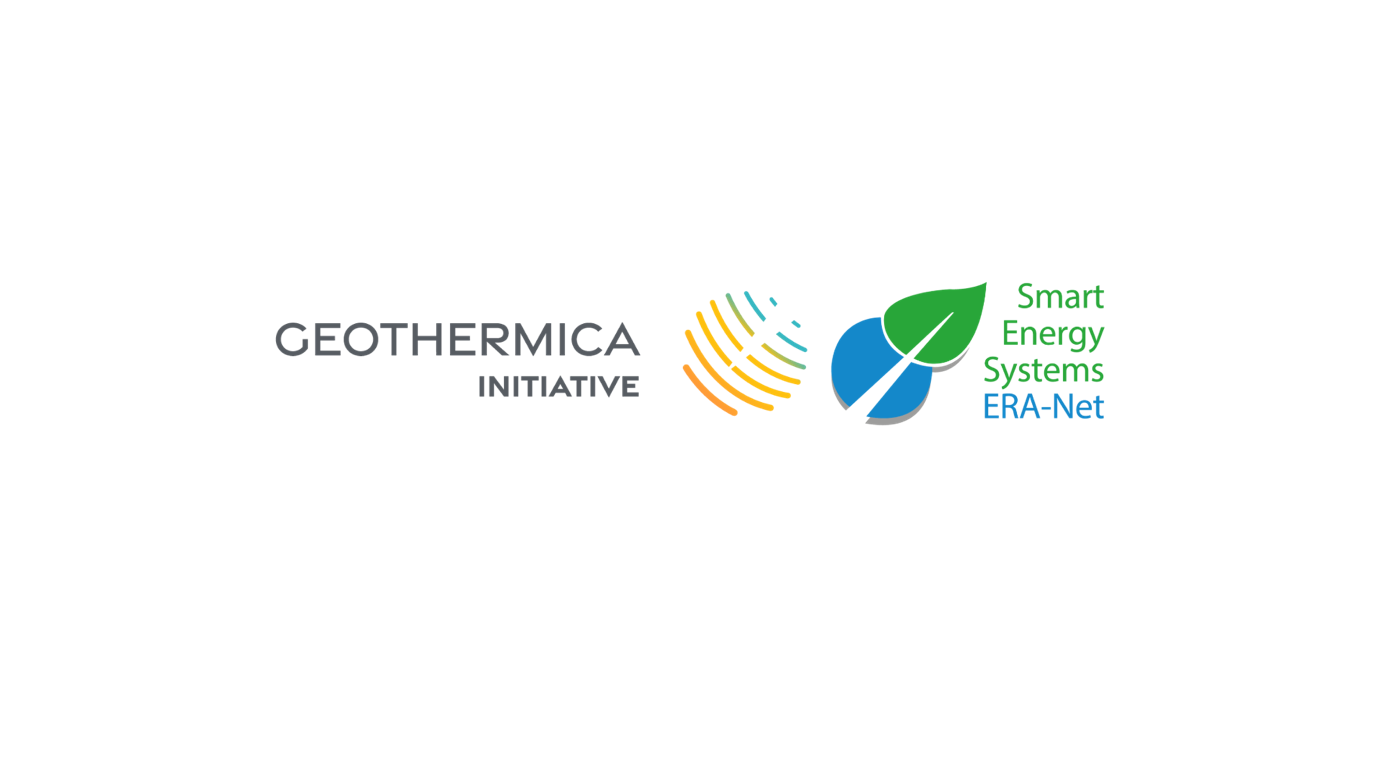 GEOTHERMICA
INITIATIVE
Smart
Energy
Systems
ERA-Net